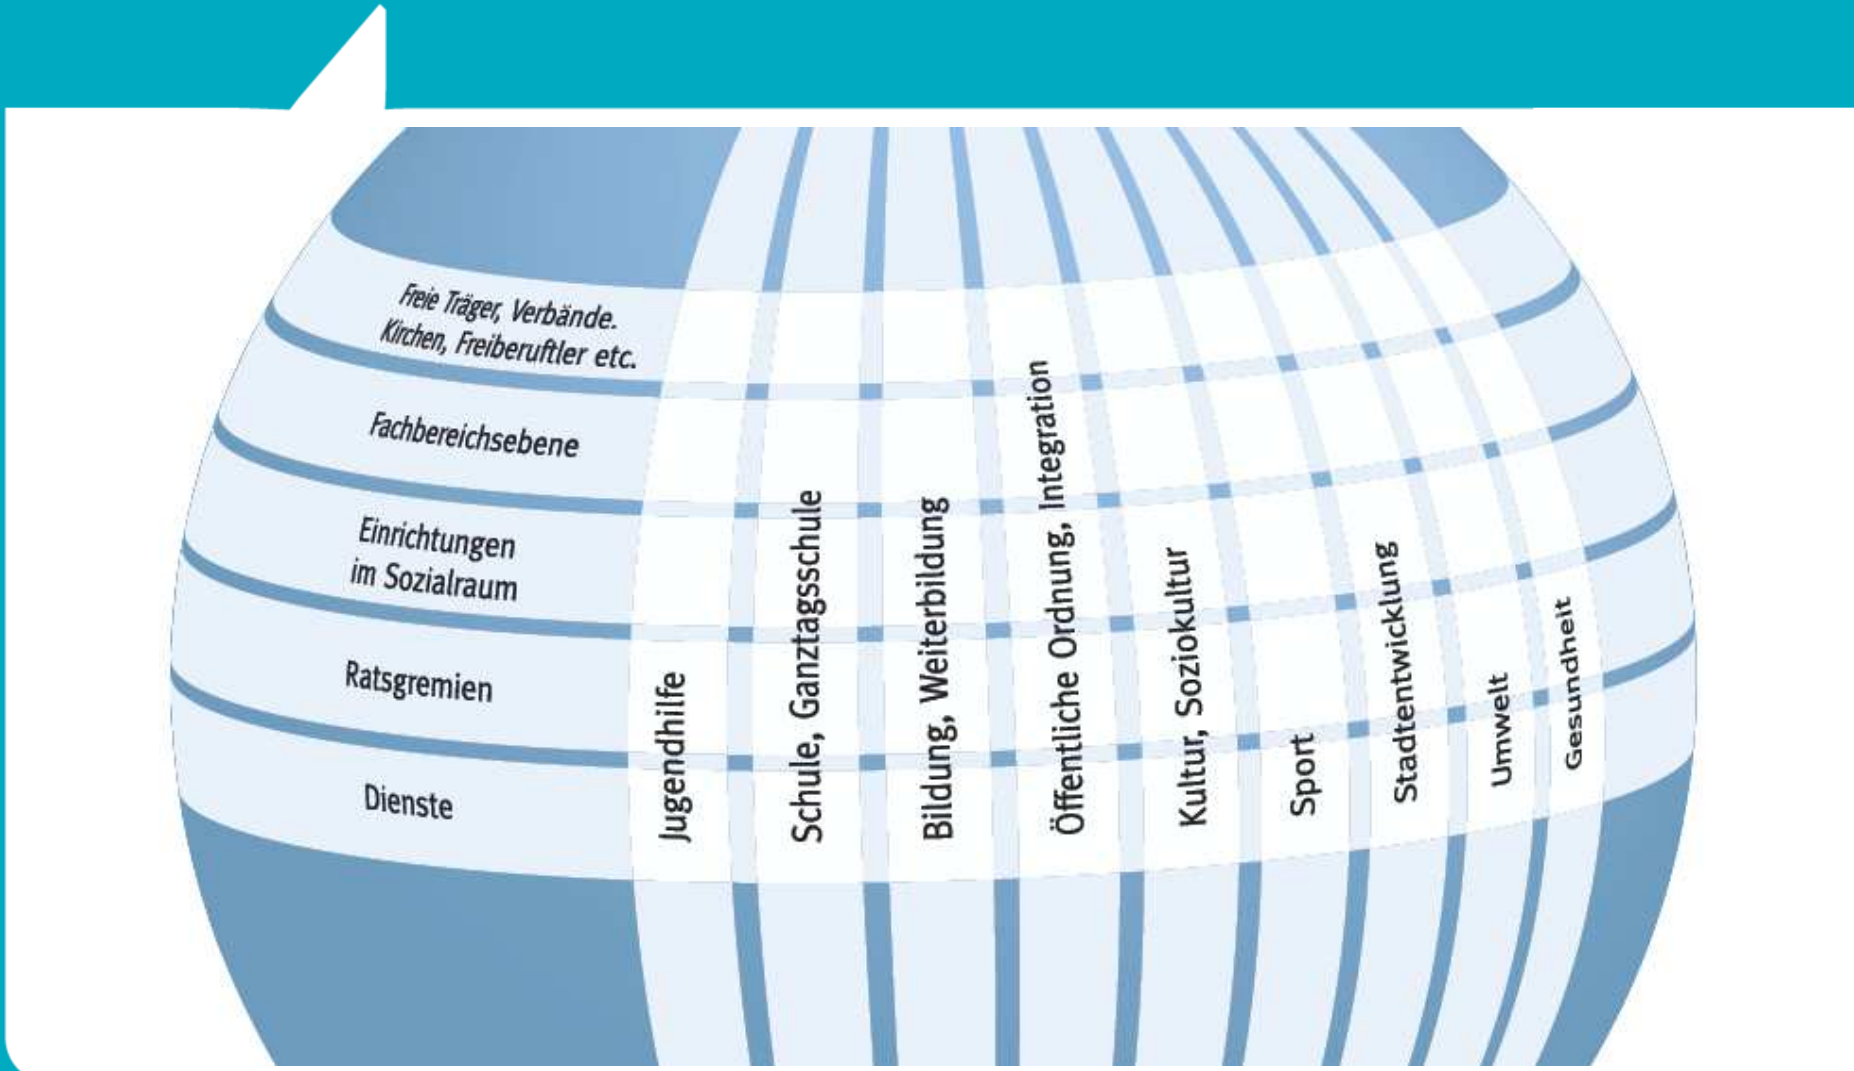 Freie Träger, Verbände.
Kirchen, Freiberuftler etc.
Fachbereichsebene
Einrichtungen
im Sozialraum
Ratsgremien
Dienste
Jugendhilfe
Schule, Ganztagsschule
Bildung, Weiterbildung
Öffentliche Ordnung, Integration
Kultur, Soziokultur
Sport
Stadtentwicklung
Umwelt
Gesundheit